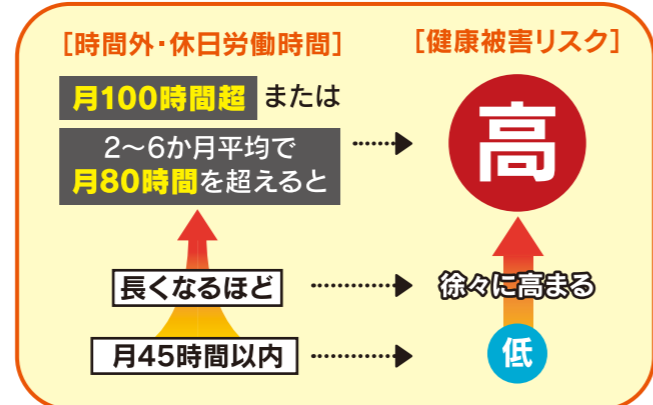 [時間外・休日労働時間]
[健康被害リスク]
月100時間超 または
2〜6か月平均で
月80時間を超えると
高
長くなるほど
徐々に高まる
月45時間以内
低